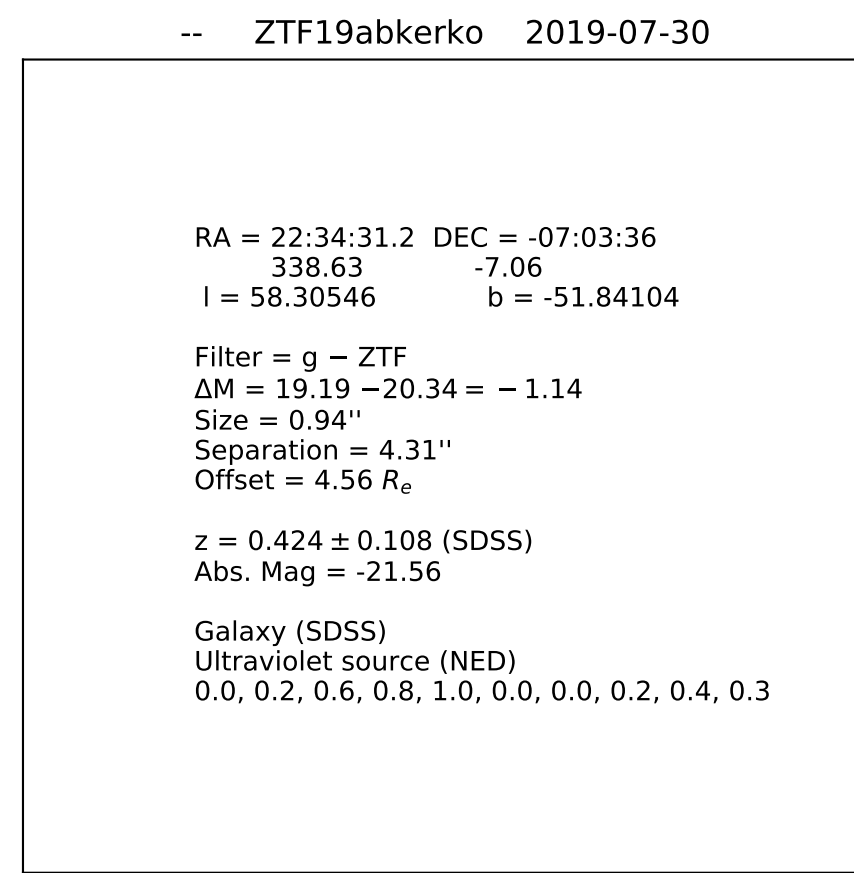 -- ZTF19abkerko 2019-07-30
RA = 22:34:31.2 DEC = -07:03:36
338.63 -7.06
l = 58.30546 b = -51.84104
Filter = g − ZTF
ΔM = 19.19 −20.34 = − 1.14
Size = 0.94''
Separation = 4.31''
Offset = 4.56 Re
z = 0.424 ± 0.108 (SDSS)
Abs. Mag = -21.56
Galaxy (SDSS)
Ultraviolet source (NED)
0.0, 0.2, 0.6, 0.8, 1.0, 0.0, 0.0, 0.2, 0.4, 0.3